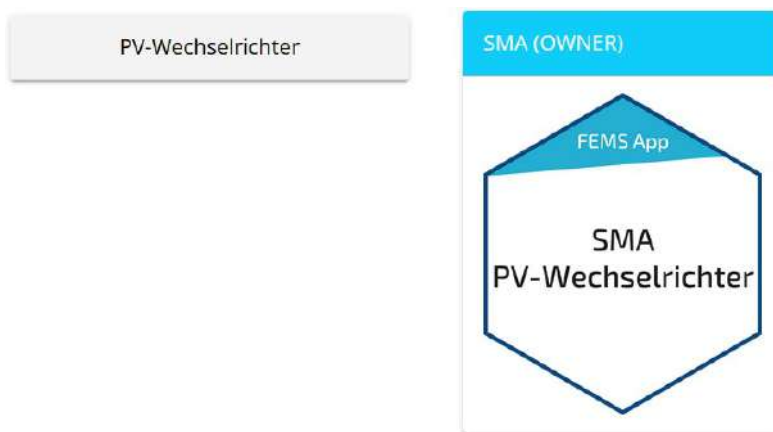 PV-Wechselrichter
SMA (OWNER)
FEMS App
SMA
PV-Wechselrichter